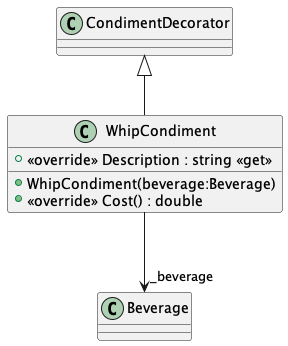 C CondimentDecorator
C WhipCondiment
«override» Description : string «get»
WhipCondiment(beverage:Beverage)
«override» Cost() : double
_beverage
C Beverage